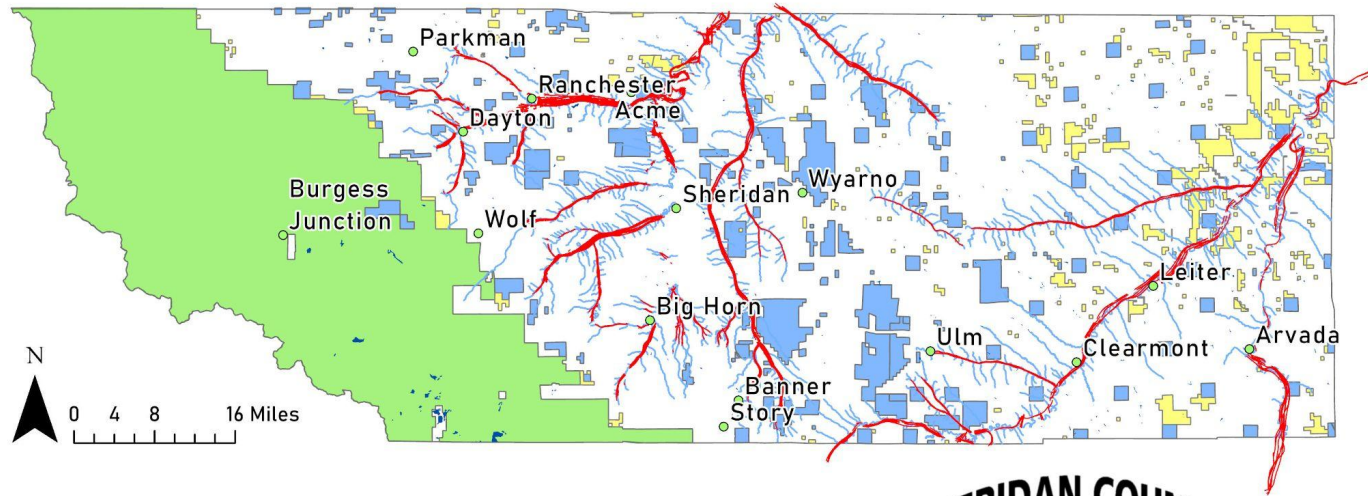 Parkman
Ranchester
Acme
Dayton
Burgess
Junction
Wolf
Sheridan
Wyarno
Big Horn
Leiter
Ulm
Clearmont
Arvada
Banner
Story
N
0 4 8 16 Miles